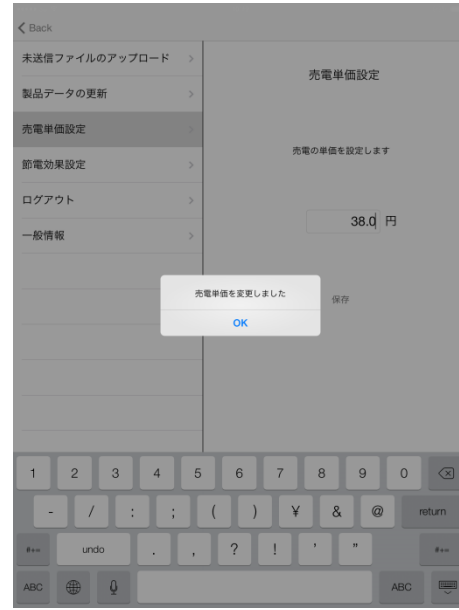 Back
未送信ファイルのアップロード
製品データの更新
売電単価設定
節電効果設定
ログアウト
一般情報
売電単価設定
売電の単価を設定します
38.0 円
保存
売電単価を変更しました
OK
1 2 3 4 5 6 7 8 9 0
- / : ; ( ) ¥ & @ return
#+= undo . , ? ! ' " #+=
ABC ABC